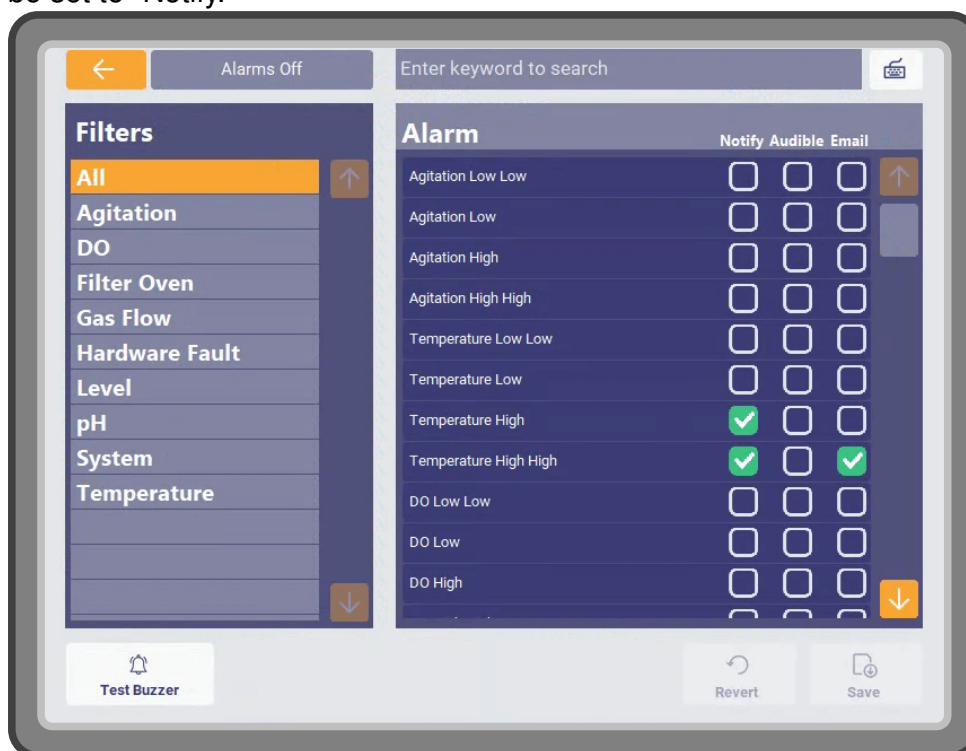 be set to "Notify."
Alarms Off
Enter keyword to search
Filters
Alarm
Notify Audible Email
All
Agitation
DO
Filter Oven
Gas Flow
Hardware Fault
Level
pH
System
Temperature
Agitation Low Low
Agitation Low
Agitation High
Agitation High High
Temperature Low Low
Temperature Low
Temperature High
Temperature High High
DO Low Low
DO Low
DO High
Test Buzzer
Revert
Save